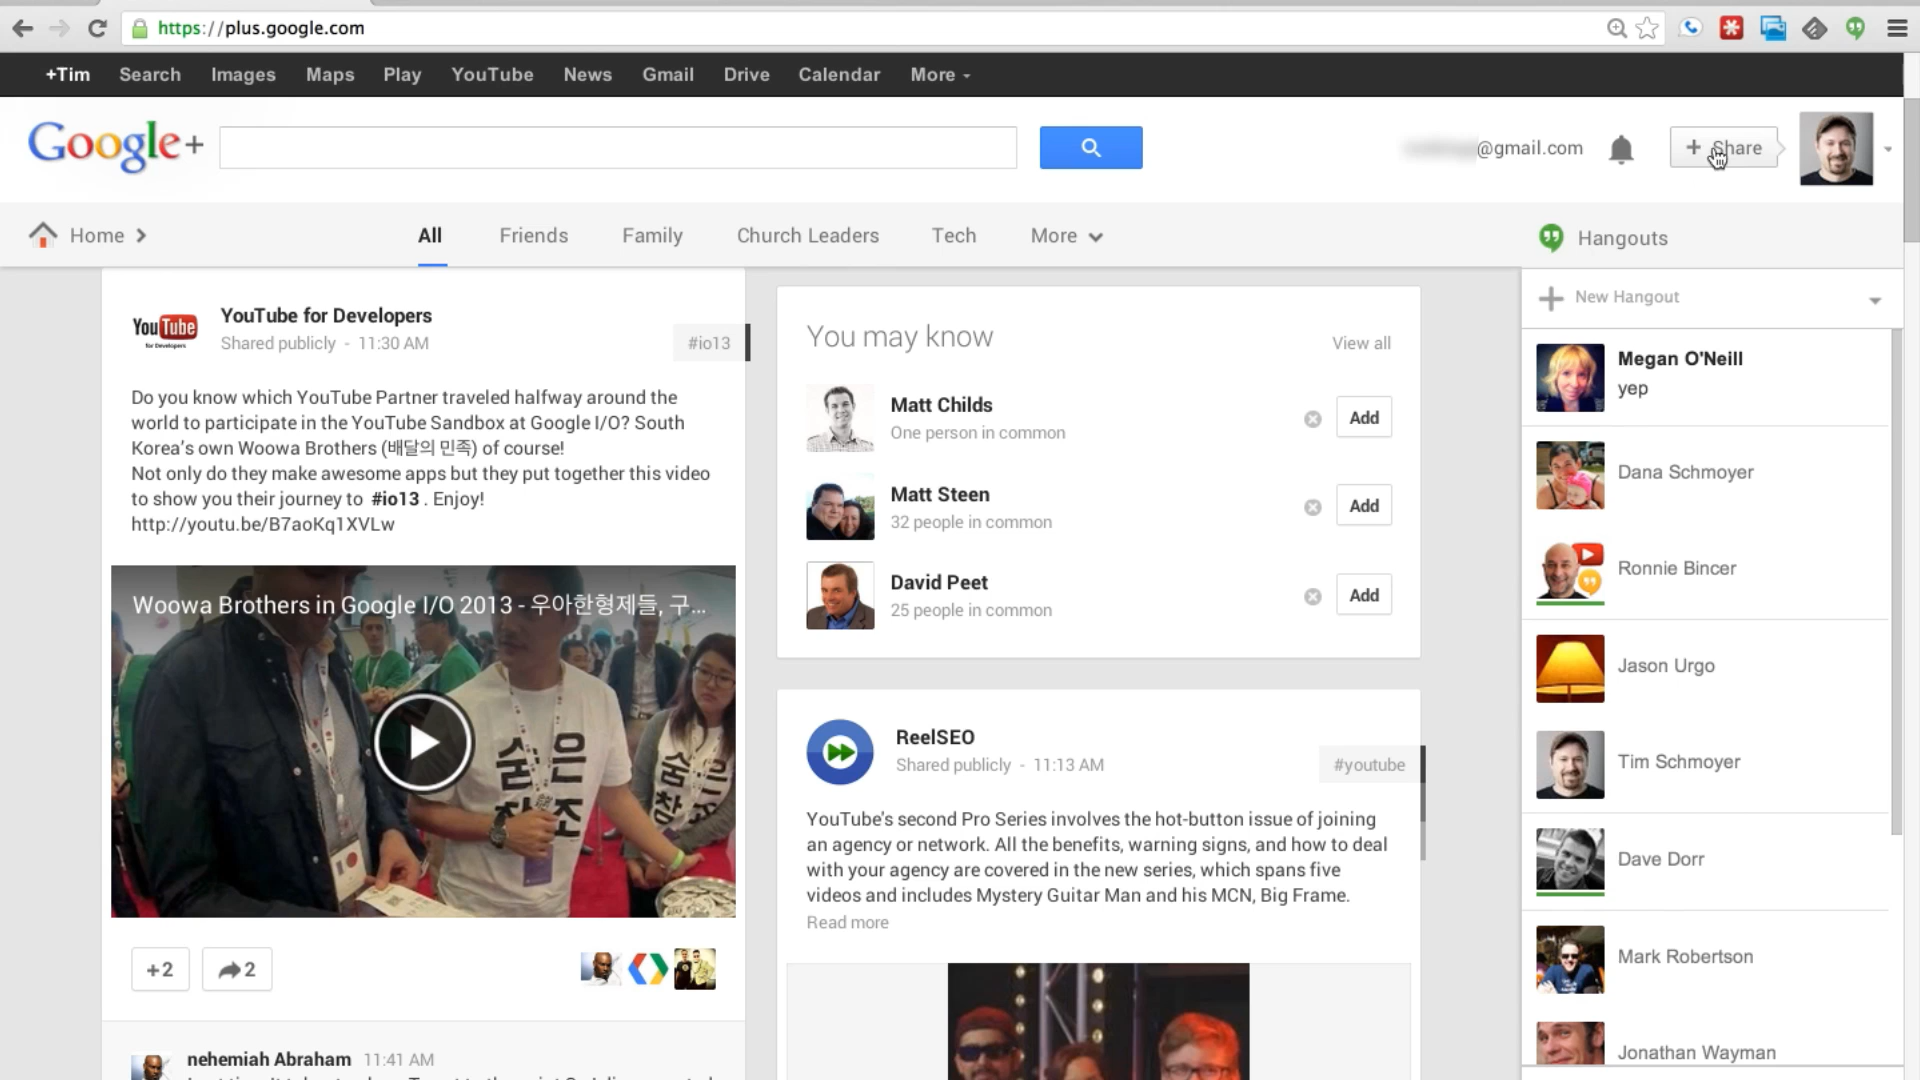 https://plus.google.com
+Tim Search Images Maps Play YouTube News Gmail Drive Calendar More
Google+
@gmail.com
+ Share
Home
All Friends Family Church Leaders Tech More
Hangouts
YouTube for Developers
YouTube for Developers
Shared publicly - 11:30 AM
#io13
Do you know which YouTube Partner traveled halfway around the
world to participate in the YouTube Sandbox at Google I/O? South
Korea's own Woowa Brothers (배달의 민족) of course!
Not only do they make awesome apps but they put together this video
to show you their journey to #io13 . Enjoy!
http://youtu.be/B7aoKq1XVLw
Woowa Brothers in Google I/O 2013 - 우아한형제들, 구...
+2
2
nehemiah Abraham 11:41 AM
You may know
View all
Matt Childs
One person in common
Add
Matt Steen
32 people in common
Add
David Peet
25 people in common
Add
ReelSEO
Shared publicly - 11:13 AM
#youtube
YouTube's second Pro Series involves the hot-button issue of joining
an agency or network. All the benefits, warning signs, and how to deal
with your agency are covered in the new series, which spans five
videos and includes Mystery Guitar Man and his MCN, Big Frame.
Read more
New Hangout
Megan O'Neill
yep
Dana Schmoyer
Ronnie Bincer
Jason Urgo
Tim Schmoyer
Dave Dorr
Mark Robertson
Jonathan Wayman